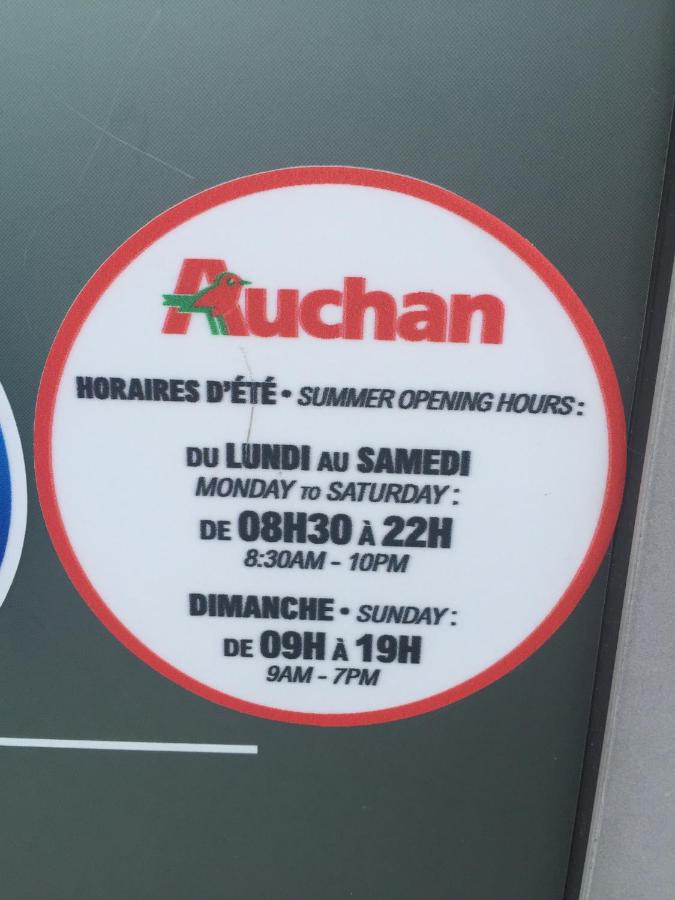 Auchan
HORAIRES D'ÉTÉ • SUMMER OPENING HOURS :
DU LUNDI AU SAMEDI
MONDAY TO SATURDAY :
DE 08H30 À 22H
8:30AM - 10PM
DIMANCHE • SUNDAY :
DE 09H À 19H
9AM - 7PM